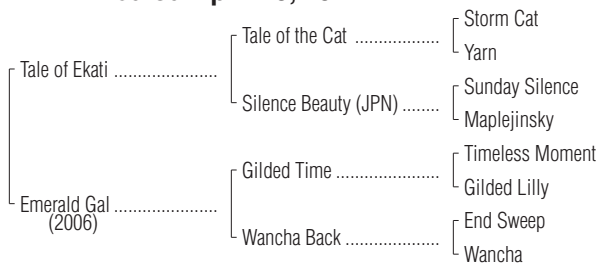 Storm Cat
Tale of the Cat ..................
Yarn
Tale of Ekati ......................
Sunday Silence
Silence Beauty (JPN) ........
Maplejinsky
Timeless Moment
Gilded Time ......................
Gilded Lilly
Emerald Gal ......................
(2006)
End Sweep
Wancha Back ....................
Wancha